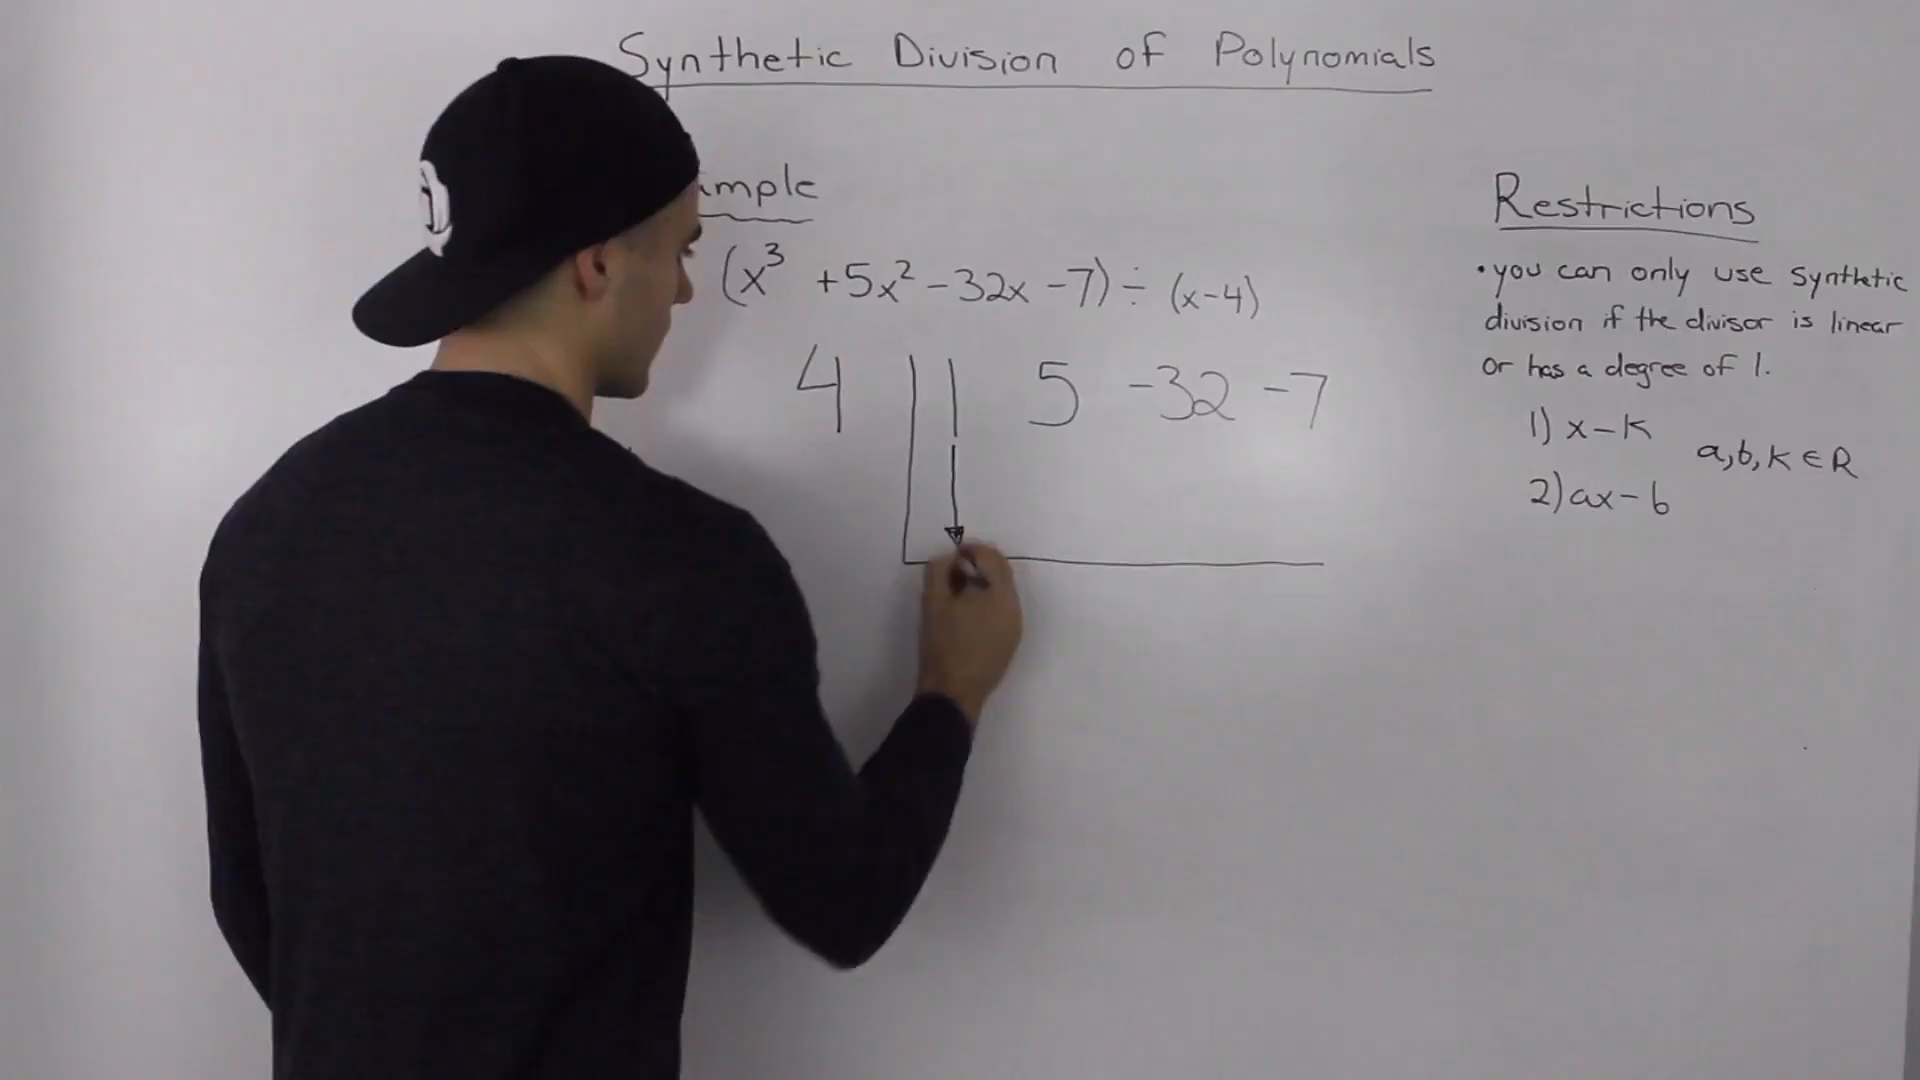 Synthetic Division of Polynomials
(x³ +5x² -32x -7) ÷ (x-4)
4 1 5 -32 -7
Restrictions
• you can only use synthetic
division if the divisor is linear
or has a degree of 1.
1) x-k
a,b,k ∈ R
2) ax-b